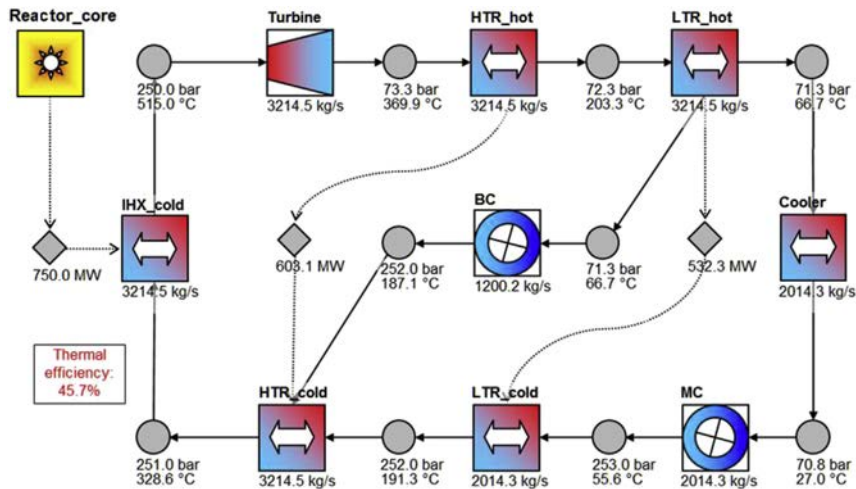 Reactor_core
Turbine
HTR_hot
LTR_hot
250.0 bar
515.0 °C
3214.5 kg/s
73.3 bar
369.9 °C
3214.5 kg/s
72.3 bar
203.3 °C
3214.5 kg/s
71.3 bar
66.7 °C
IHX_cold
BC
Cooler
750.0 MW
3214.5 kg/s
603.1 MW
252.0 bar
187.1 °C
1200.2 kg/s
71.3 bar
66.7 °C
532.3 MW
2014.3 kg/s
Thermal
efficiency:
45.7%
HTR_cold
LTR_cold
MC
251.0 bar
328.6 °C
3214.5 kg/s
252.0 bar
191.3 °C
2014.3 kg/s
253.0 bar
55.6 °C
2014.3 kg/s
70.8 bar
27.0 °C